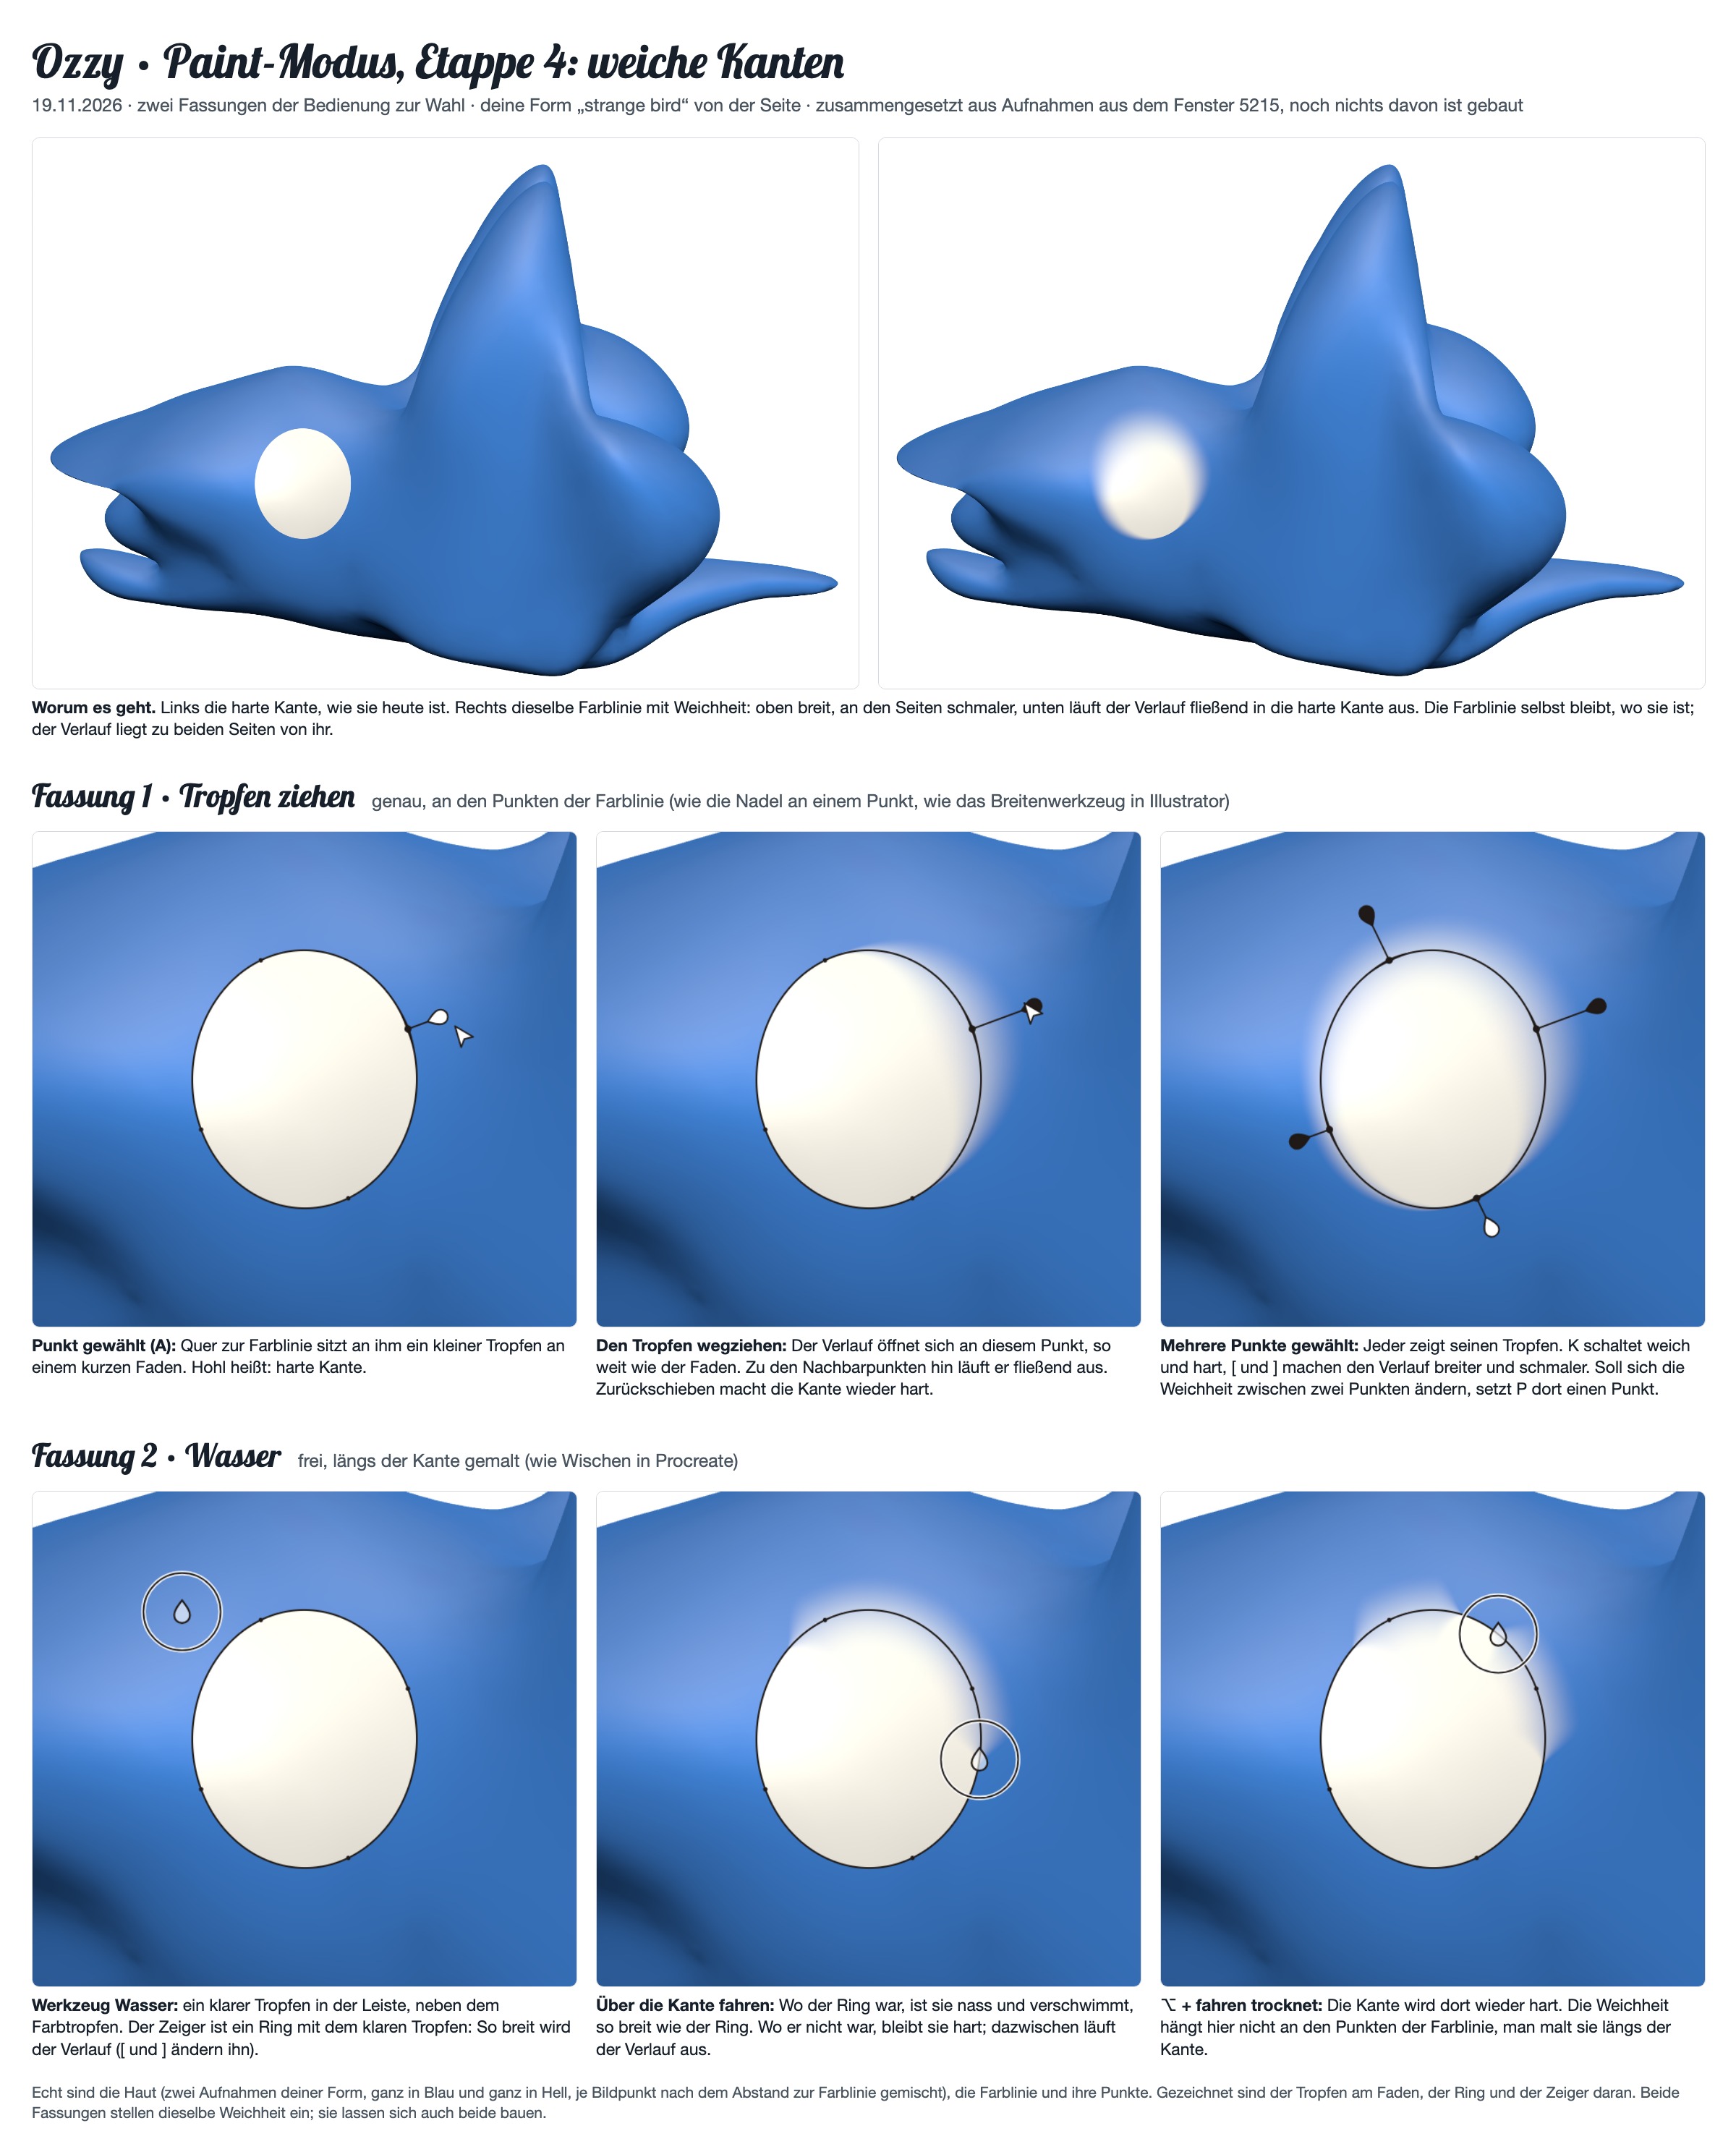 Ozzy · Paint-Modus, Etappe 4: weiche Kanten
19.11.2026 · zwei Fassungen der Bedienung zur Wahl · deine Form „strange bird“ von der Seite · zusammengesetzt aus Aufnahmen aus dem Fenster 5215, noch nichts davon ist gebaut
Worum es geht. Links die harte Kante, wie sie heute ist. Rechts dieselbe Farblinie mit Weichheit: oben breit, an den Seiten schmaler, unten läuft der Verlauf fließend in die harte Kante aus. Die Farblinie selbst bleibt, wo sie ist;
der Verlauf liegt zu beiden Seiten von ihr.
Fassung 1 · Tropfen ziehen genau, an den Punkten der Farblinie (wie die Nadel an einem Punkt, wie das Breitenwerkzeug in Illustrator)
Punkt gewählt (A): Quer zur Farblinie sitzt an ihm ein kleiner Tropfen an
einem kurzen Faden. Hohl heißt: harte Kante.
Den Tropfen wegziehen: Der Verlauf öffnet sich an diesem Punkt, so
weit wie der Faden. Zu den Nachbarpunkten hin läuft er fließend aus.
Zurückschieben macht die Kante wieder hart.
Mehrere Punkte gewählt: Jeder zeigt seinen Tropfen. K schaltet weich
und hart, [ und ] machen den Verlauf breiter und schmaler. Soll sich die
Weichheit zwischen zwei Punkten ändern, setzt P dort einen Punkt.
Fassung 2 · Wasser frei, längs der Kante gemalt (wie Wischen in Procreate)
Werkzeug Wasser: ein klarer Tropfen in der Leiste, neben dem
Farbtropfen. Der Zeiger ist ein Ring mit dem klaren Tropfen: So breit wird
der Verlauf ([ und ] ändern ihn).
Über die Kante fahren: Wo der Ring war, ist sie nass und verschwimmt,
so breit wie der Ring. Wo er nicht war, bleibt sie hart; dazwischen läuft
der Verlauf aus.
⌥ + fahren trocknet: Die Kante wird dort wieder hart. Die Weichheit
hängt hier nicht an den Punkten der Farblinie, man malt sie längs der
Kante.
Echt sind die Haut (zwei Aufnahmen deiner Form, ganz in Blau und ganz in Hell, je Bildpunkt nach dem Abstand zur Farblinie gemischt), die Farblinie und ihre Punkte. Gezeichnet sind der Tropfen am Faden, der Ring und der Zeiger daran. Beide
Fassungen stellen dieselbe Weichheit ein; sie lassen sich auch beide bauen.